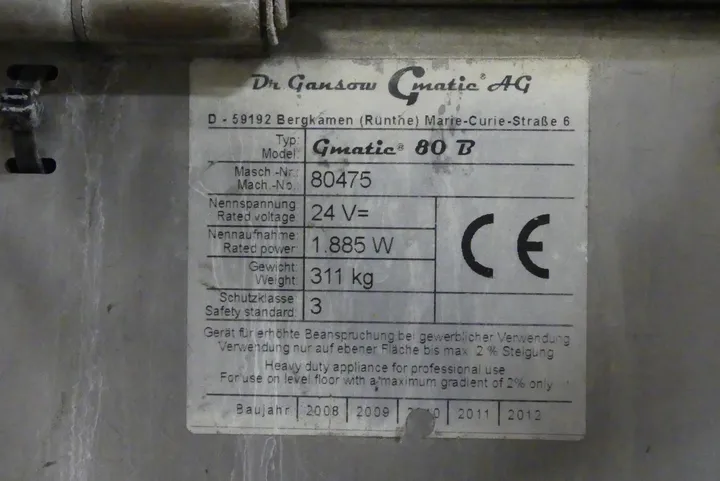 Dr Gansow Gmatic® AG
D - 59192 Bergkamen (Rünthe) Marie-Curie-Straße 6
Typ:
Model: Gmatic® 80 B
Masch.-Nr.:
Mach.-No. 80475
Nennspannung
Rated voltage: 24 V=
Nennaufnahme:
Rated power: 1.885 W
Gewicht:
Weight: 311 kg
Schutzklasse
Safety standard: 3
CE
Gerät für erhöhte Beanspruchung bei gewerblicher Verwendung
Verwendung nur auf ebener Fläche bis max. 2 % Steigung
Heavy duty appliance for professional use
For use on level floor with a maximum gradient of 2% only
Baujahr 2008 2009 2011 2012